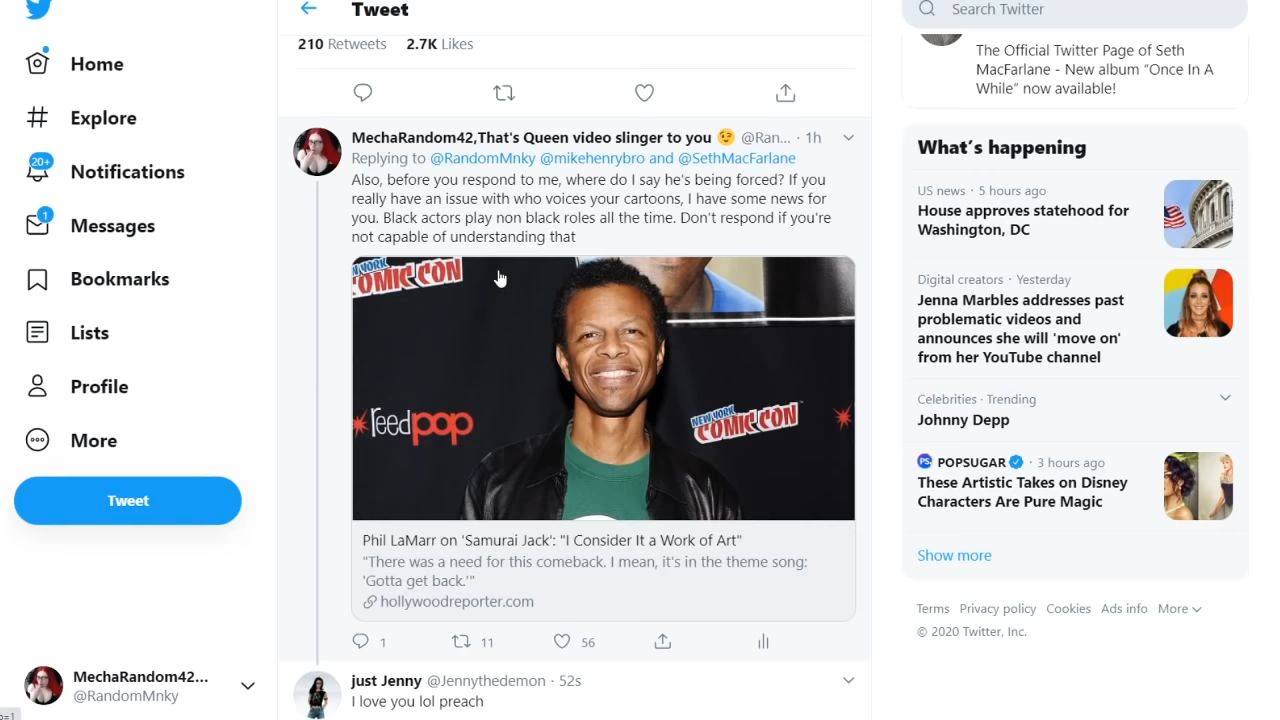 Tweet
210 Retweets 2.7K Likes
Home
Explore
20+
Notifications
1
Messages
Bookmarks
Lists
Profile
More
Tweet
MechaRandom42...
@RandomMnky
MechaRandom42,That's Queen video slinger to you 😉 @Ran... · 1h
Replying to @RandomMnky @mikehenrybro and @SethMacFarlane
Also, before you respond to me, where do I say he's being forced? If you
really have an issue with who voices your cartoons, I have some news for
you. Black actors play non black roles all the time. Don't respond if you're
not capable of understanding that
YORK
COMIC CON
reedpop
NEW YORK
COMIC CON
Phil LaMarr on 'Samurai Jack': "I Consider It a Work of Art"
"There was a need for this comeback. I mean, it's in the theme song:
'Gotta get back.'"
hollywoodreporter.com
1 11 56
just Jenny @Jennythedemon · 52s
I love you lol preach
Search Twitter
The Official Twitter Page of Seth
MacFarlane - New album “Once In A
While” now available!
What’s happening
US news · 5 hours ago
House approves statehood for
Washington, DC
Digital creators · Yesterday
Jenna Marbles addresses past
problematic videos and
announces she will 'move on'
from her YouTube channel
Celebrities · Trending
Johnny Depp
PS POPSUGAR · 3 hours ago
These Artistic Takes on Disney
Characters Are Pure Magic
Show more
Terms Privacy policy Cookies Ads info More
© 2020 Twitter, Inc.